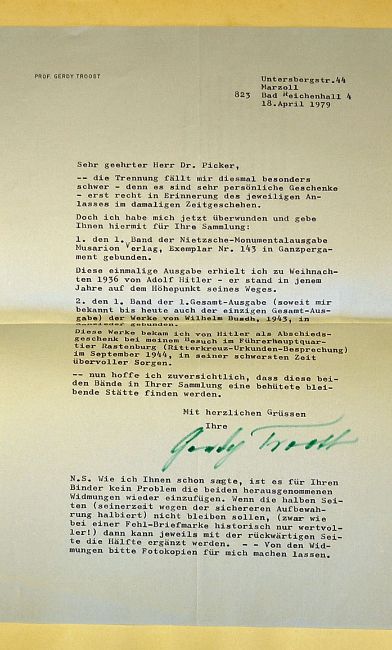 PROF. GERDY TROOST
Untersbergstr.44
Marzoll
823 Bad Reichenhall 4
18.April 1979
Sehr geehrter Herr Dr. Picker,
-- die Trennung fällt mir diesmal besonders
schwer - denn es sind sehr persönliche Geschenke
- erst recht in Erinnerung des jeweiligen An-
lasses im damaligen Zeitgeschehen.
Doch ich habe mich jetzt überwunden und gebe
Ihnen hiermit für Ihre Sammlung:
1. den 1. Band der Nietzsche-Monumentalausgabe
Musarion Verlag, Exemplar Nr. 143 in Ganzperga-
ment gebunden.
Diese einmalige Ausgabe erhielt ich zu Weihnach-
ten 1936 von Adolf Hitler - er stand in jenem
Jahre auf dem Höhepunkt seines Weges.
2. den 1. Band der 1.Gesamt-Ausgabe (soweit mir
bekannt bis heute auch der einzigen Gesamt-Aus-
gabe) der Werke von Wilhelm Busch, 1943, in
gebunden.
Diese Werke bekam ich von Hitler als Abschieds-
geschenk bei meinem Besuch im Führerhauptquar-
tier Rastenburg (Ritterkreuz-Urkunden-Besprechung)
im September 1944, in seiner schwersten Zeit
übervoller Sorgen.
-- nun hoffe ich zuversichtlich, dass diese bei-
den Bände in Ihrer Sammlung eine behütete blei-
bende Stätte finden werden.
Mit herzlichen Grüssen
Ihre
Gerdy Troost
N.S. Wie ich Ihnen schon sagte, ist es für Ihren
Binder kein Problem die beiden herausgenommenen
Widmungen wieder einzufügen. Wenn die halben Sei-
ten (seinerzeit wegen der sichereren Aufbewah-
rung halbiert) nicht bleiben sollen, (zwar wie
bei einer Fehl-Briefmarke historisch nur wertvol-
ler!) dann kann jeweils mit der rückwärtigen Sei-
te die Hälfte ergänzt werden. - - Von den Wid-
mungen bitte Fotokopien für mich machen lassen.